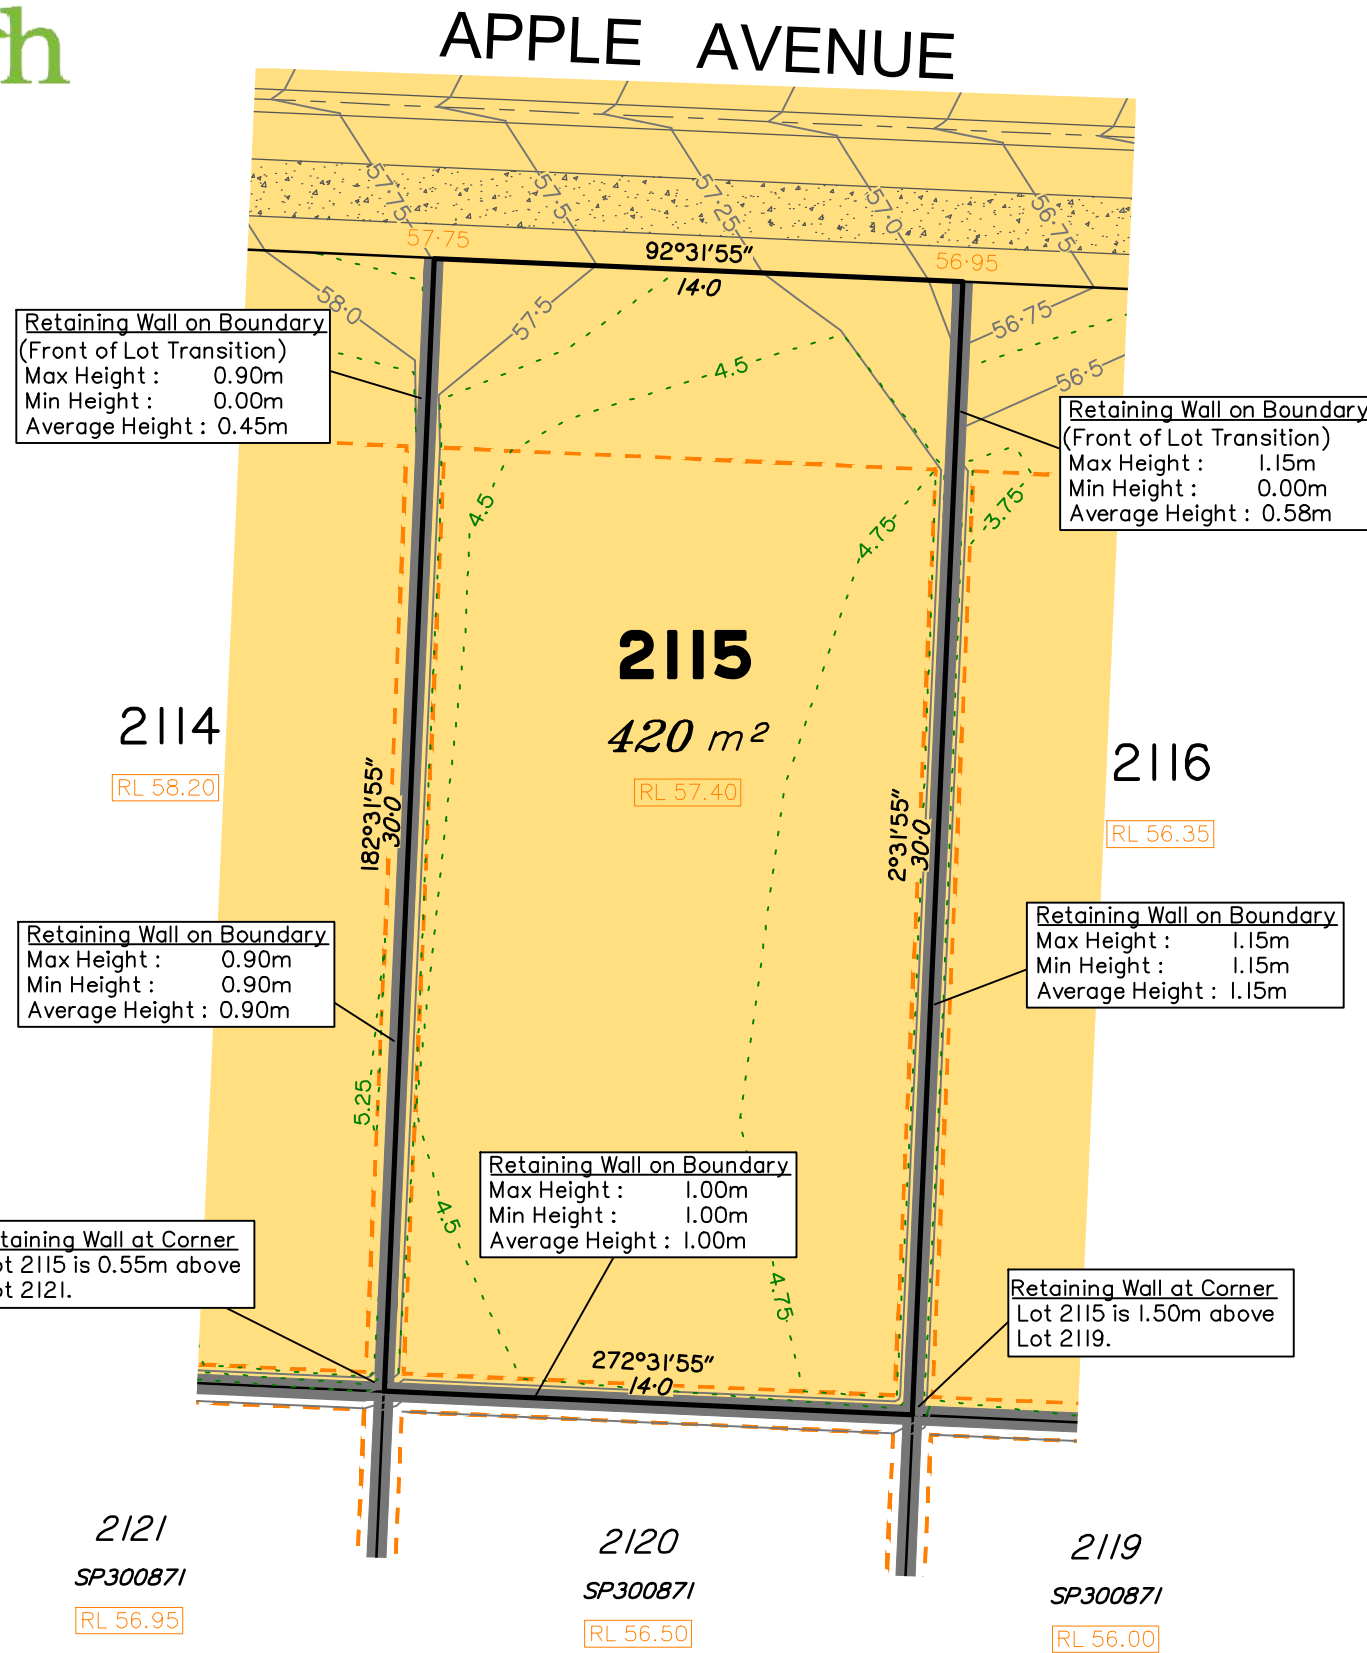 APPLE AVENUE
57·75
57·5
57·25
57·0
56·75
57·75
92°31'55"
14·0
56·95
58·0
57·5
56·75
56·5
Retaining Wall on Boundary
(Front of Lot Transition)
Max Height : 0.90m
Min Height : 0.00m
Average Height : 0.45m
Retaining Wall on Boundary
(Front of Lot Transition)
Max Height : 1.15m
Min Height : 0.00m
Average Height : 0.58m
4.5
4.5
4.75
3.75
2115
420 m²
RL 57.40
2114
RL 58.20
2116
RL 56.35
182°31'55"
30·0
2°31'55"
30·0
Retaining Wall on Boundary
Max Height : 0.90m
Min Height : 0.90m
Average Height : 0.90m
Retaining Wall on Boundary
Max Height : 1.15m
Min Height : 1.15m
Average Height : 1.15m
5.25
4.5
4.75
Retaining Wall on Boundary
Max Height : 1.00m
Min Height : 1.00m
Average Height : 1.00m
taining Wall at Corner
ot 2115 is 0.55m above
ot 2121.
Retaining Wall at Corner
Lot 2115 is 1.50m above
Lot 2119.
272°31'55"
14·0
2121
SP300871
RL 56.95
2120
SP300871
RL 56.50
2119
SP300871
RL 56.00